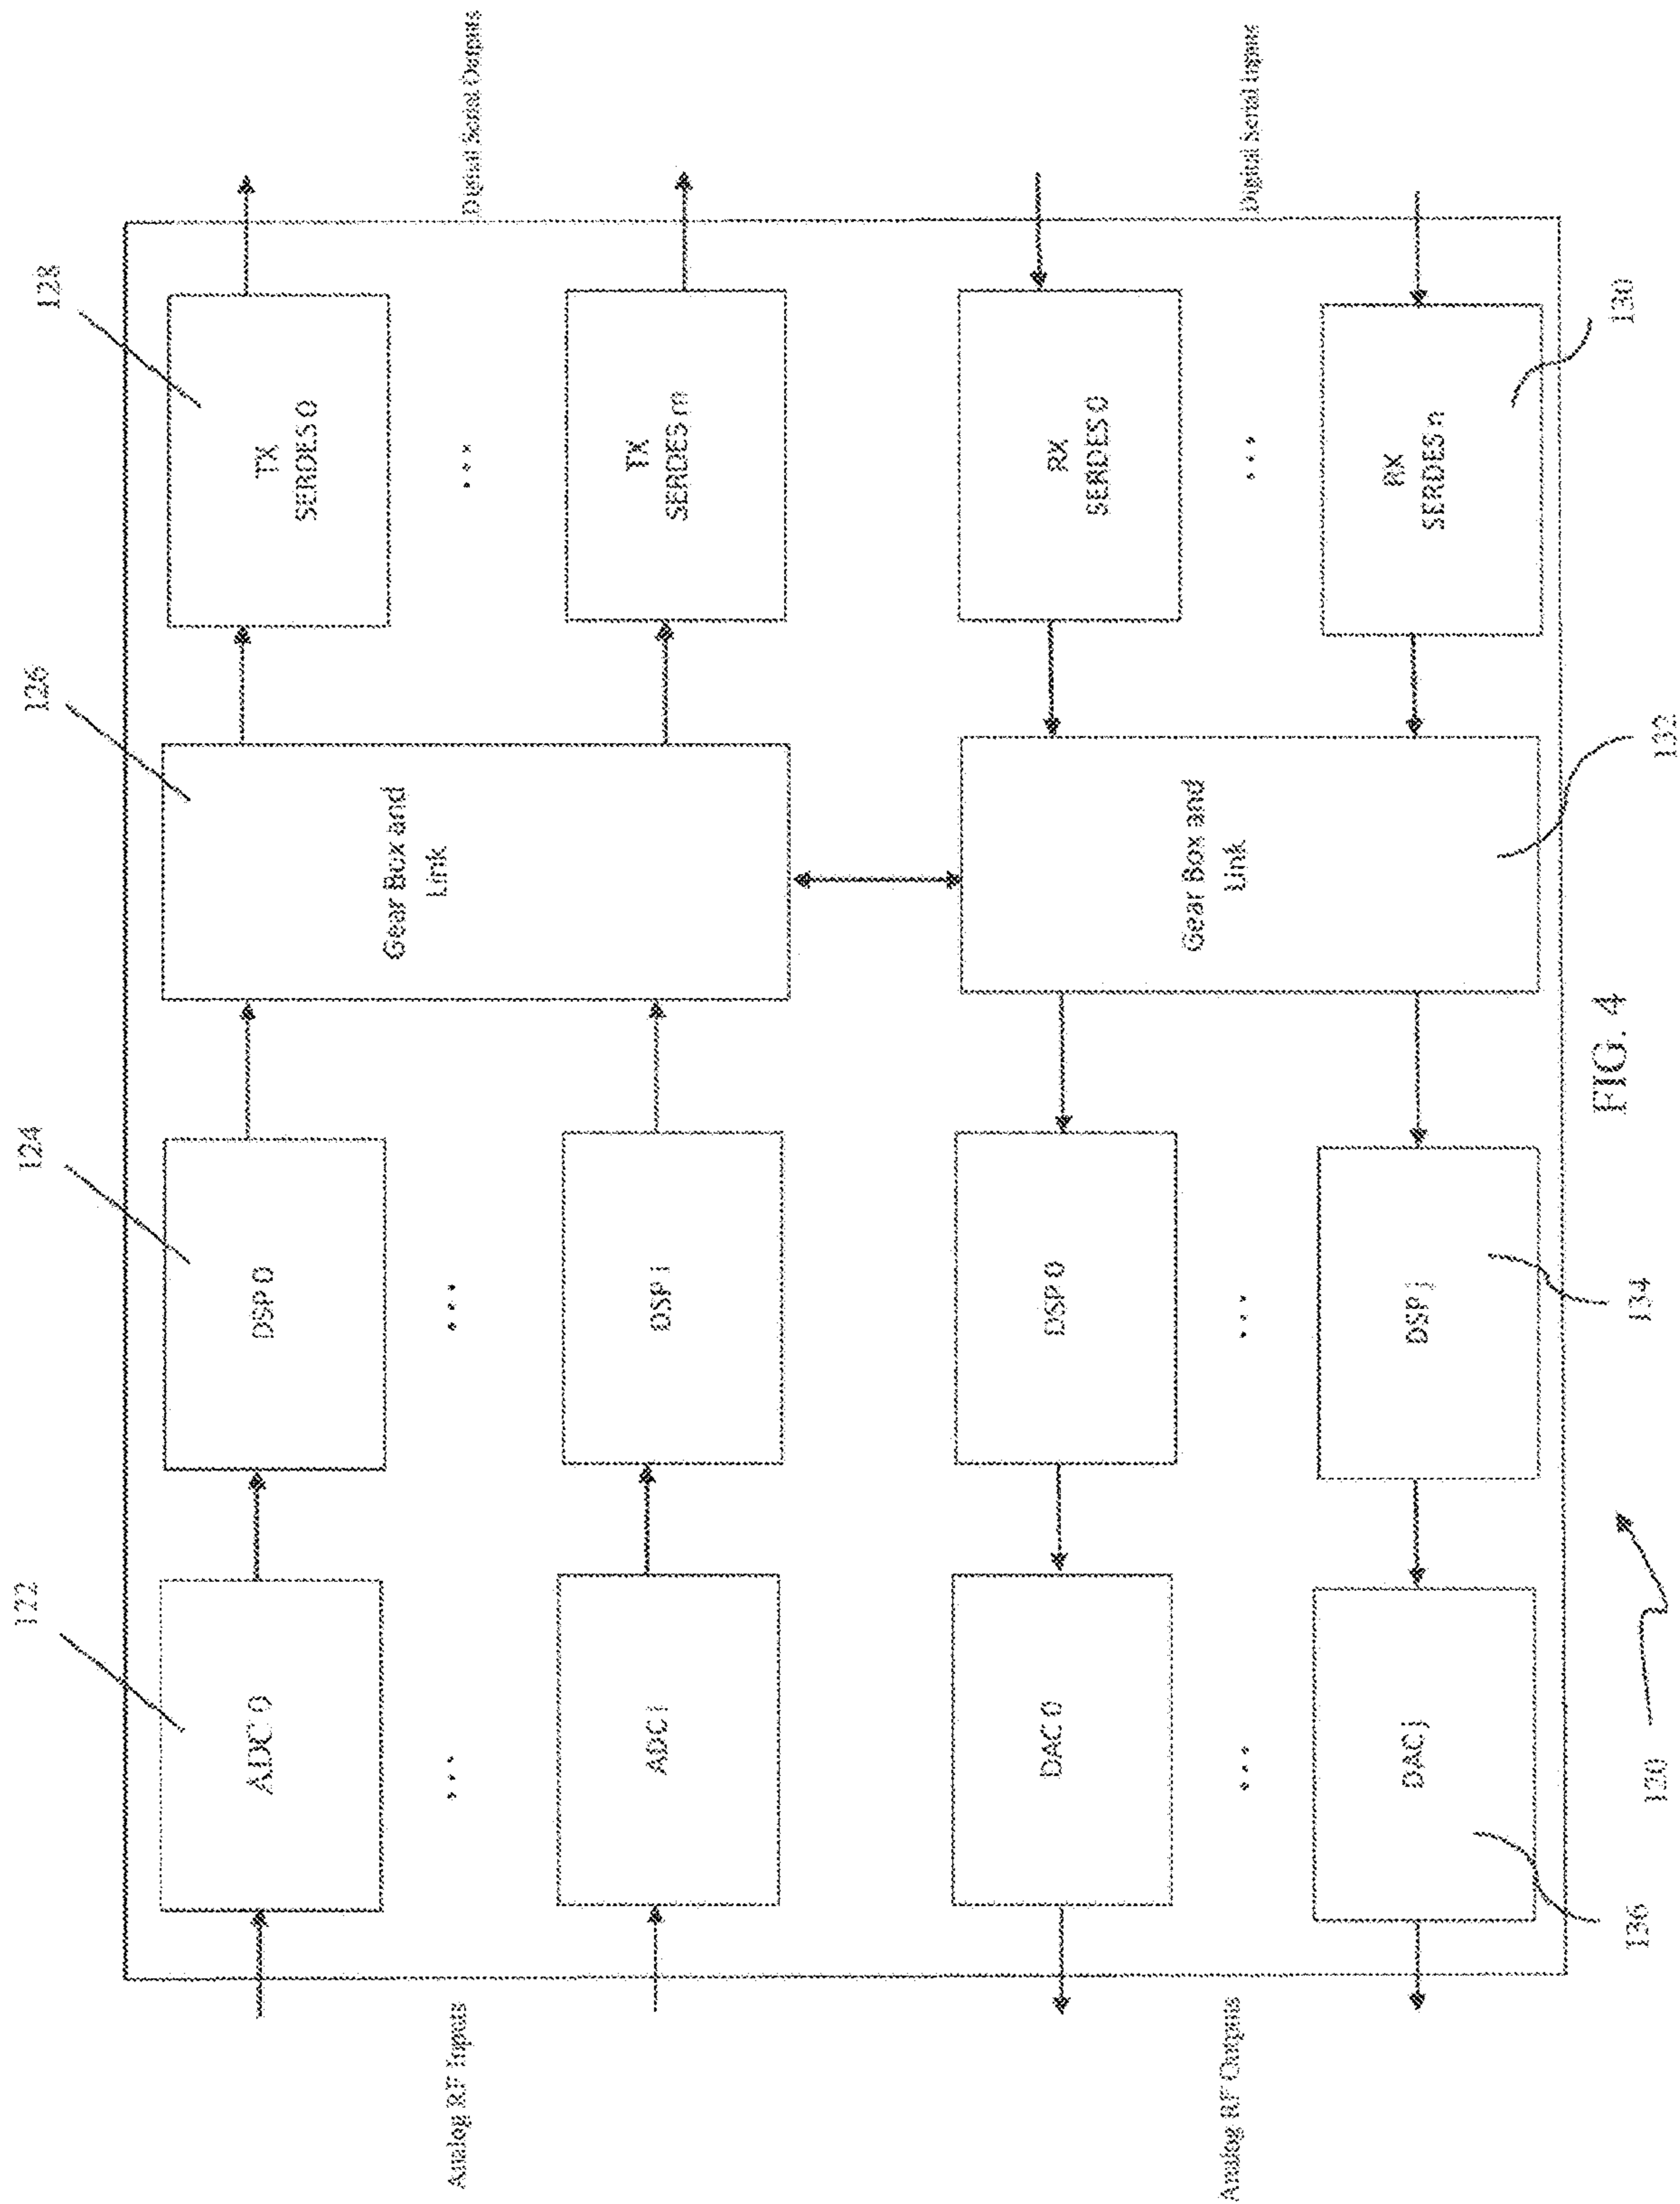 122
124
126
128
Analog RF Inputs
ADC 0
DSP 0
Gear Box and
Link
TX
SERDES 0
Digital Serial Outputs
...
...
...
ADC i
DSP i
TX
SERDES m
Analog RF Outputs
DAC 0
DSP 0
Gear Box and
Link
RX
SERDES 0
Digital Serial Inputs
...
...
...
DAC j
DSP j
RX
SERDES n
136
134
132
130
120
FIG. 4